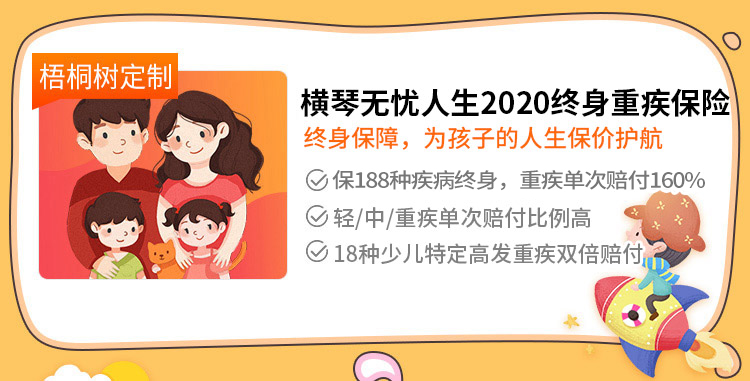 梧桐树定制
横琴无忧人生2020终身重疾保险
终身保障，为孩子的人生保价护航
保188种疾病终身，重疾单次赔付160%
轻/中/重疾单次赔付比例高
18种少儿特定高发重疾双倍赔付